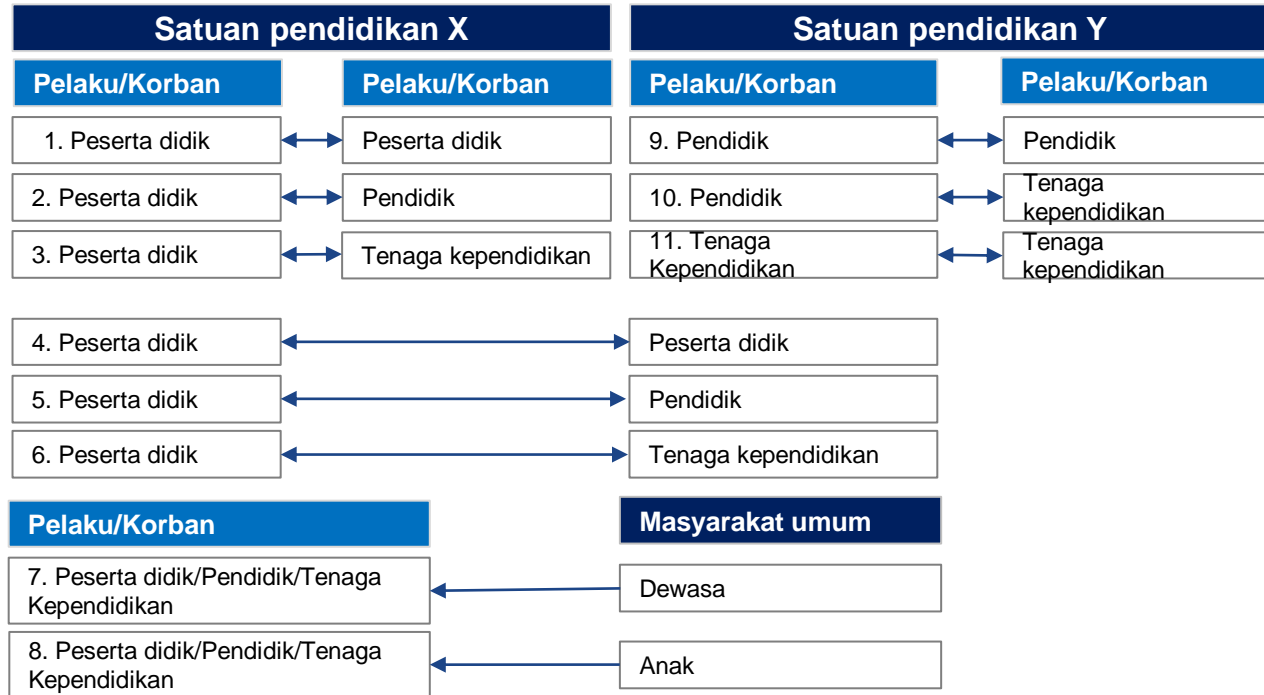 Satuan pendidikan X
Satuan pendidikan Y
Pelaku/Korban
Pelaku/Korban
Pelaku/Korban
Pelaku/Korban
1. Peserta didik
Peserta didik
9. Pendidik
Pendidik
2. Peserta didik
Pendidik
10. Pendidik
Tenaga
kependidikan
3. Peserta didik
Tenaga kependidikan
11. Tenaga
Kependidikan
Tenaga
kependidikan
4. Peserta didik
Peserta didik
5. Peserta didik
Pendidik
6. Peserta didik
Tenaga kependidikan
Pelaku/Korban
Masyarakat umum
7. Peserta didik/Pendidik/Tenaga
Kependidikan
Dewasa
8. Peserta didik/Pendidik/Tenaga
Kependidikan
Anak